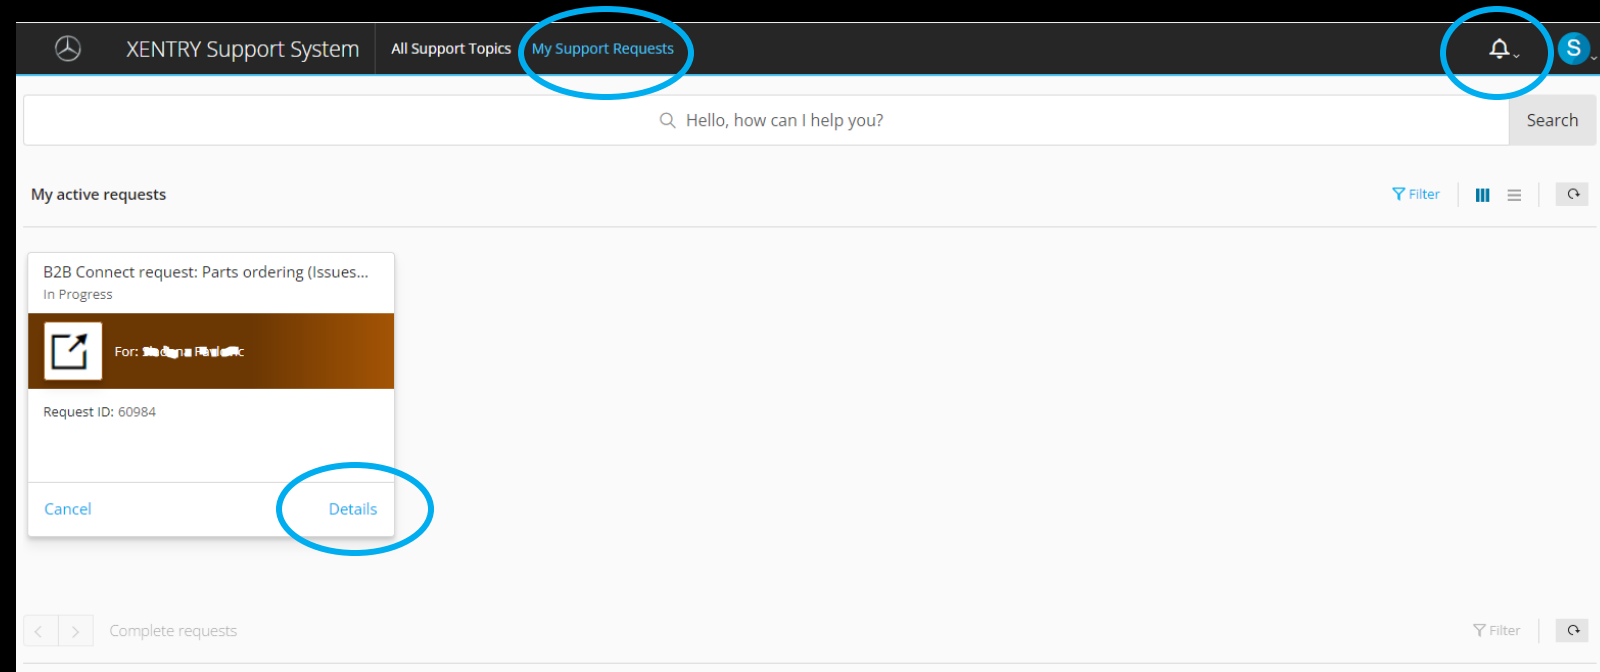 XENTRY Support System All Support Topics My Support Requests S
Hello, how can I help you? Search
My active requests Filter
B2B Connect request: Parts ordering (Issues...
In Progress
For:
Request ID: 60984
Cancel Details
Complete requests Filter